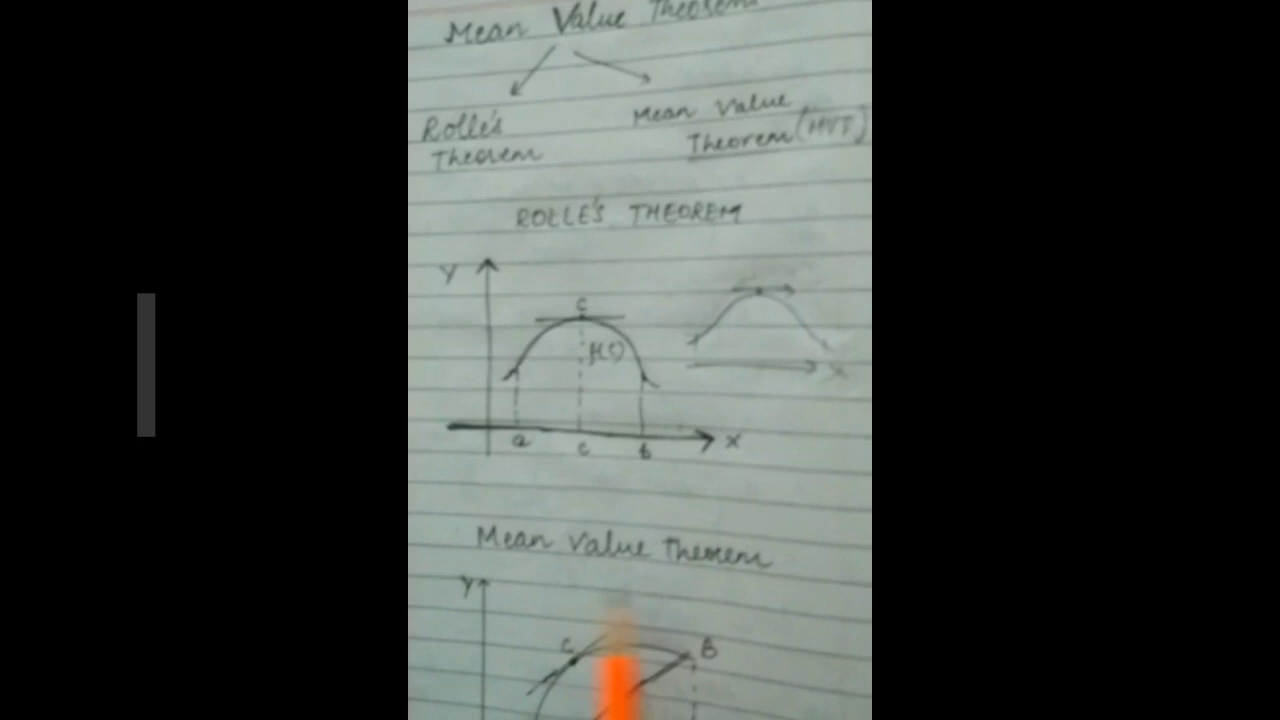 Mean Value Theorem
Rolle's
Theorem
Mean Value
Theorem (MVT)
ROLLE'S THEOREM
Y
c
f(c)
a
c
b
X
X
Mean Value Theorem
Y
C
B